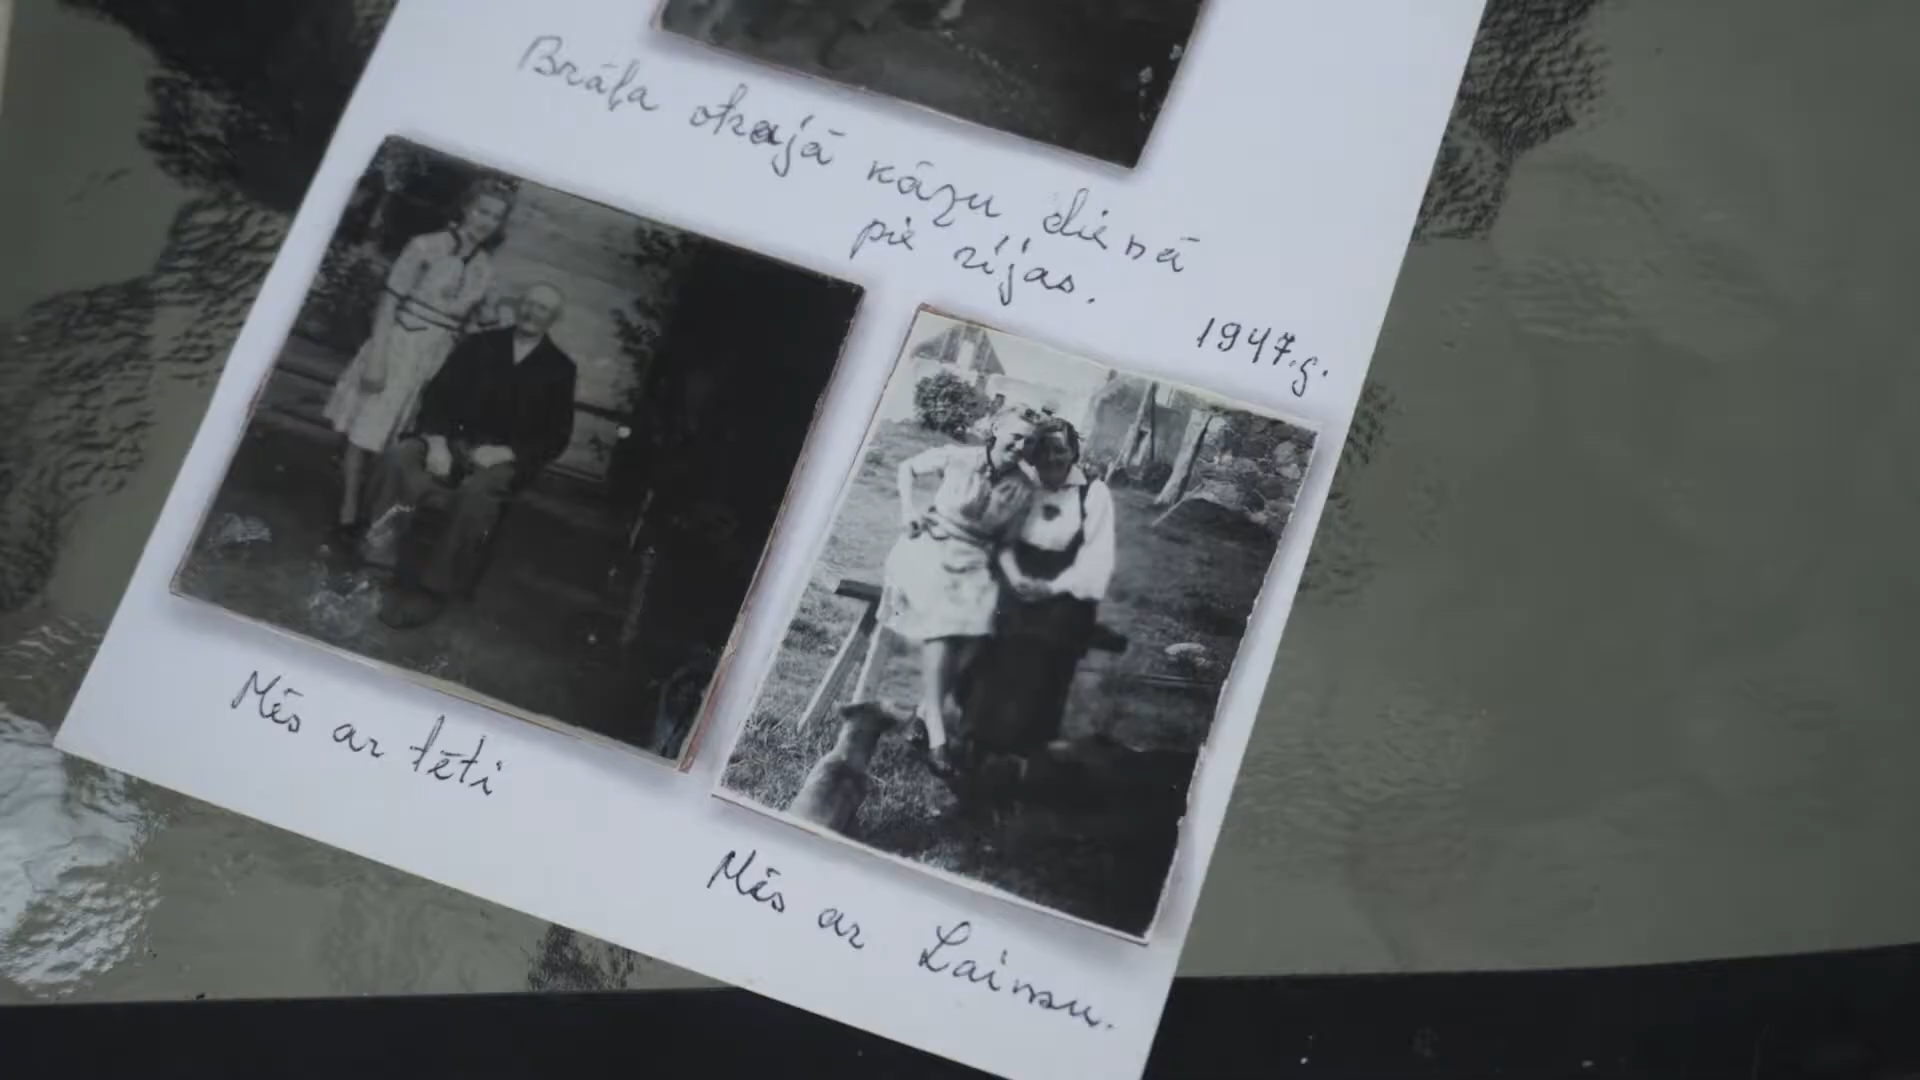 Brāļa otrajā kāzu dienā
pie rijas.
1947.g.
Mēs ar tēti
Mēs ar Lainu.